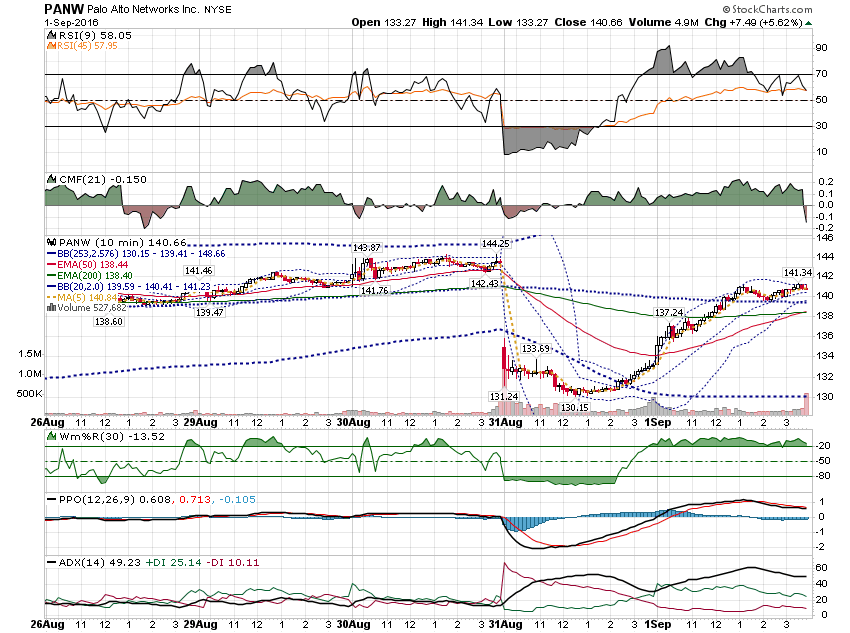 PANW Palo Alto Networks Inc. NYSE © StockCharts.com
1-Sep-2016 Open 133.27 High 141.34 Low 133.27 Close 140.66 Volume 4.9M Chg +7.49 (+5.62%)
RSI(9) 58.05
RSI(45) 57.95
90
70
50
30
10
CMF(21) -0.150
0.2
0.1
0.0
-0.1
-0.2
PANW (10 min) 140.66
BB(253,2.576) 130.15 - 139.41 - 148.66
EMA(50) 138.44
EMA(200) 138.40
BB(20,2.0) 139.59 - 140.41 - 141.23
MA(5) 140.84
Volume 527,682
146
144
142
140
138
136
134
132
130
1.5M
1.0M
500K
138.60
141.46
139.47
143.87
141.76
144.25
142.43
131.24
133.69
130.15
137.24
141.34
26Aug 11 12 1 2 3 29Aug 11 12 1 2 3 30Aug 11 12 1 2 3 31Aug 11 12 1 2 3 1Sep 11 12 1 2 3
Wm%R(30) -13.52
-20
-50
-80
PPO(12,26,9) 0.608, 0.713, -0.105
1
0
-1
-2
ADX(14) 49.23 +DI 25.14 -DI 10.11
60
40
20
0
26Aug 11 12 1 2 3 29Aug 11 12 1 2 3 30Aug 11 12 1 2 3 31Aug 11 12 1 2 3 1Sep 11 12 1 2 3